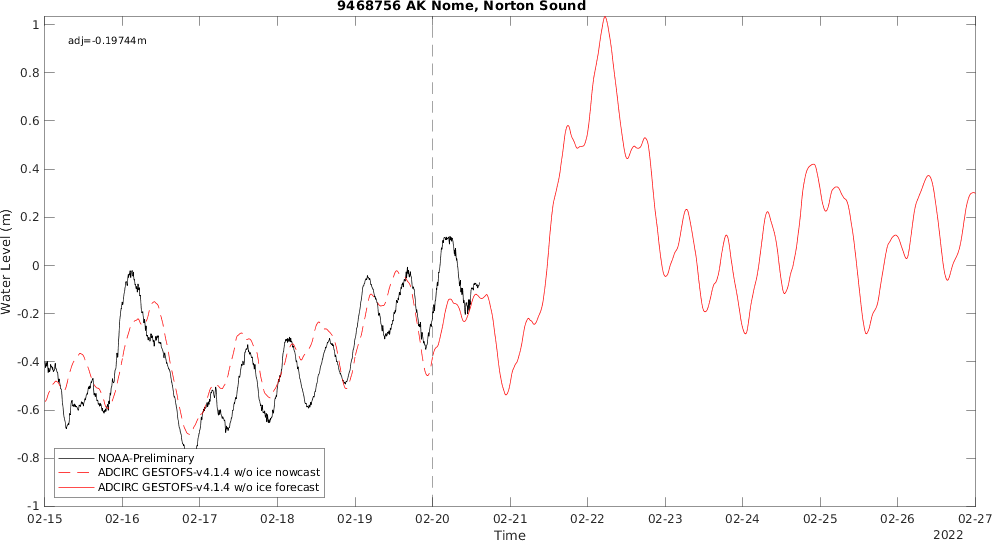 9468756 AK Nome, Norton Sound
adj=-0.19744m
1
0.8
0.6
0.4
0.2
0
-0.2
-0.4
-0.6
-0.8
-1
Water Level (m)
NOAA-Preliminary
ADCIRC GESTOFS-v4.1.4 w/o ice nowcast
ADCIRC GESTOFS-v4.1.4 w/o ice forecast
02-15 02-16 02-17 02-18 02-19 02-20 02-21 02-22 02-23 02-24 02-25 02-26 02-27
Time
2022